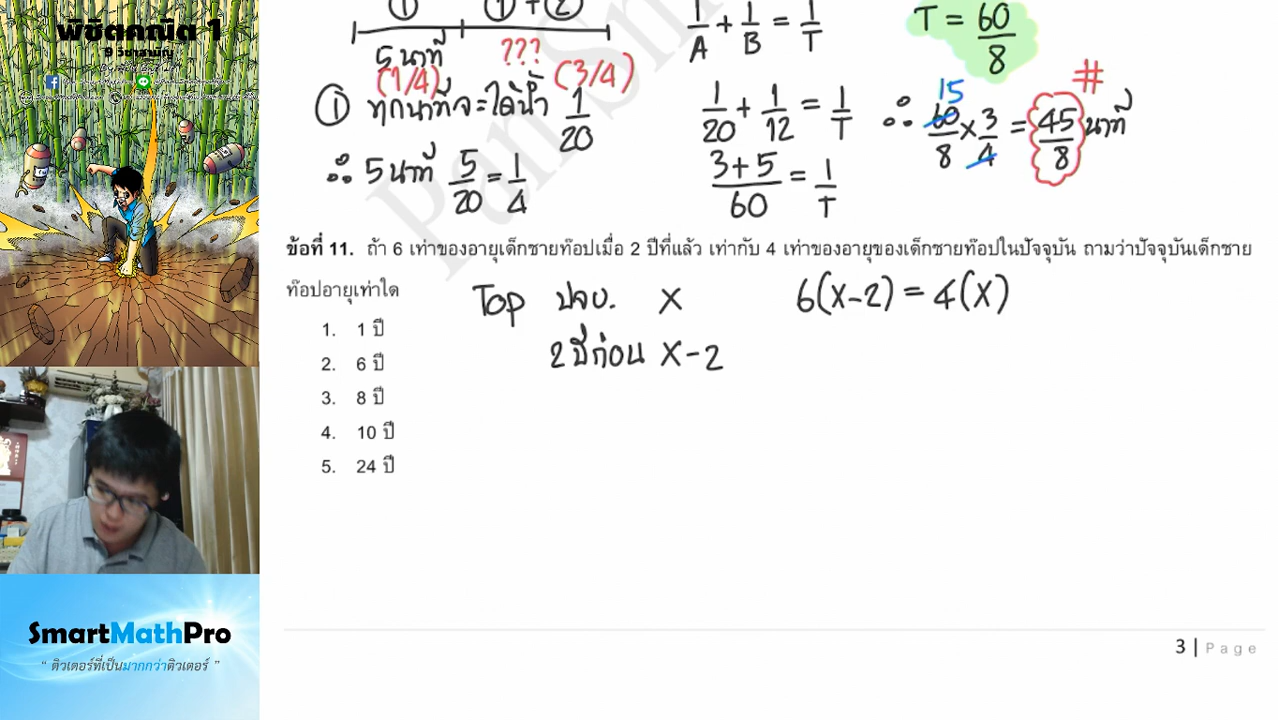 พิชิตคณิต 1
9 วิชาสามัญ
① ①+②
5 นาที ???
(1/4) (3/4)
① ทุกนาทีจะได้น้ำ 1/20
∴ 5 นาที 5/20 = 1/4
1/A + 1/B = 1/T
1/20 + 1/12 = 1/T
3+5/60 = 1/T
T = 60/8
#
15
∴ 60/8 x 3/4 = 45/8 นาที
ข้อที่ 11. ถ้า 6 เท่าของอายุเด็กชายท๊อปเมื่อ 2 ปีที่แล้ว เท่ากับ 4 เท่าของอายุของเด็กชายท๊อปในปัจจุบัน ถามว่าปัจจุบันเด็กชาย
ท๊อปอายุเท่าใด
Top ปจบ. x 6(x-2) = 4(x)
2 ปีก่อน x-2
1. 1 ปี
2. 6 ปี
3. 8 ปี
4. 10 ปี
5. 24 ปี
SmartMathPro
“ ติวเตอร์ที่เป็นมากกว่าติวเตอร์ ”
3 | Page